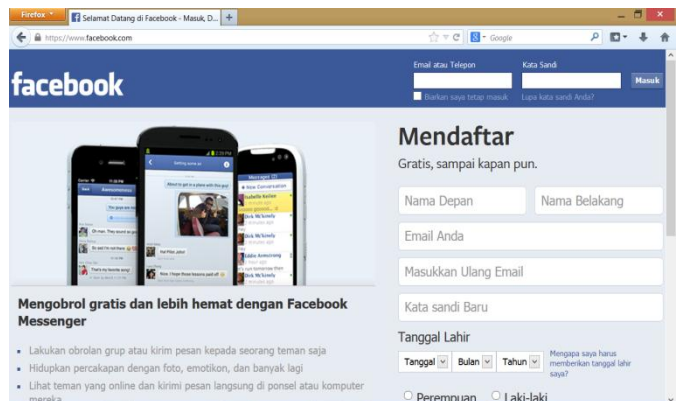 Firefox
Selamat Datang di Facebook - Masuk, D...
https://www.facebook.com
Google
facebook
Email atau Telepon
Kata Sandi
Masuk
Biarkan saya tetap masuk
Lupa kata sandi Anda?
Mendaftar
Gratis, sampai kapan pun.
Nama Depan
Nama Belakang
Email Anda
Masukkan Ulang Email
Kata sandi Baru
Tanggal Lahir
Tanggal
Bulan
Tahun
Mengapa saya harus
memberikan tanggal lahir
saya?
Perempuan
Laki-laki
Messages (2)
New Conversation
Mengobrol gratis dan lebih hemat dengan Facebook
Messenger
Lakukan obrolan grup atau kirim pesan kepada seorang teman saja
Hidupkan percakapan dengan foto, emotikon, dan banyak lagi
Lihat teman yang online dan kirimi pesan langsung di ponsel atau komputer
mereka